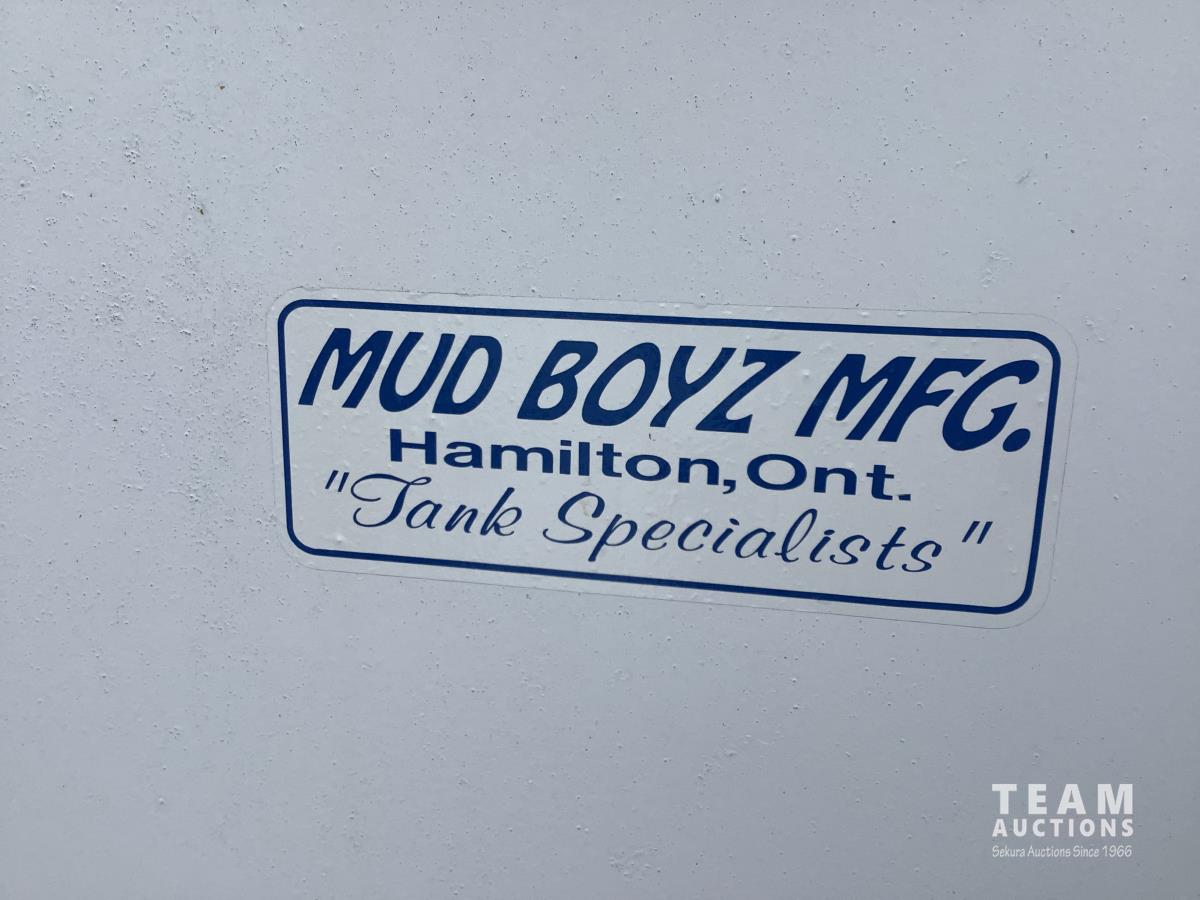 MUD BOYZ MFG.
Hamilton, Ont.
"Tank Specialists"
TEAM
AUCTIONS
Sekura Auctions Since 1966